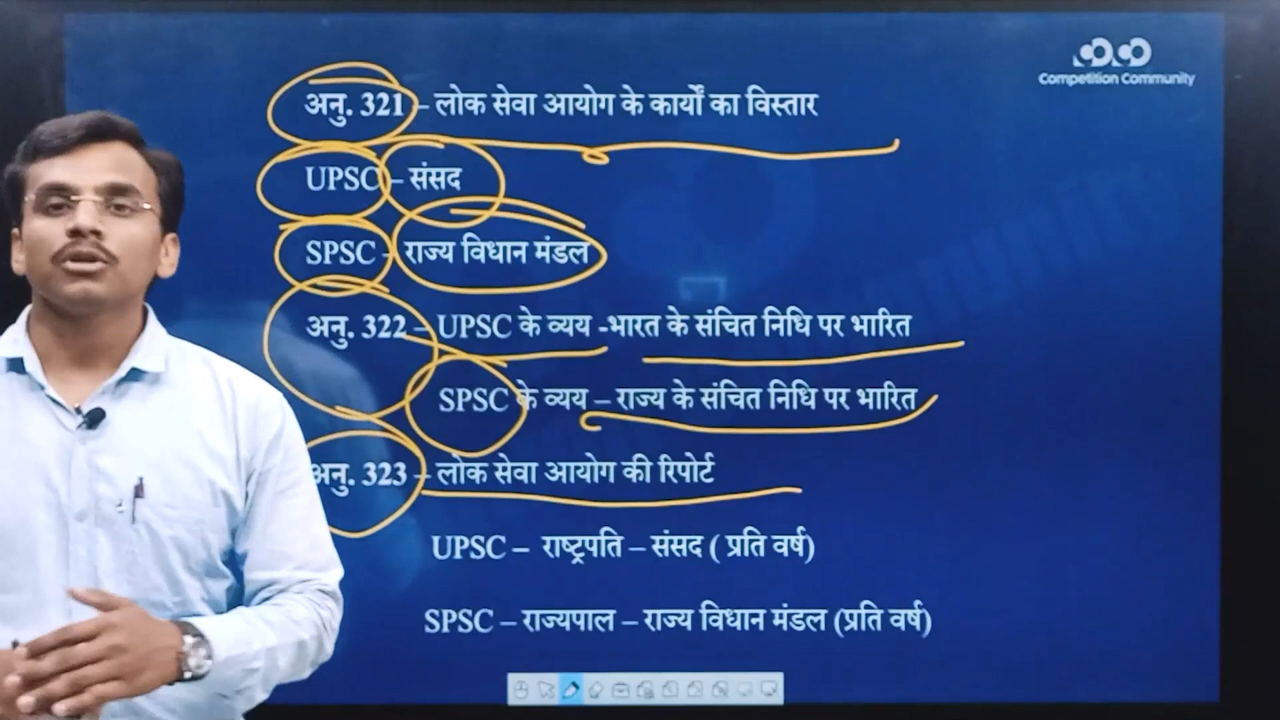 Competition Community
अनु. 321 – लोक सेवा आयोग के कार्यों का विस्तार
UPSC – संसद
SPSC – राज्य विधान मंडल
अनु. 322 – UPSC के व्यय -भारत के संचित निधि पर भारित
SPSC के व्यय – राज्य के संचित निधि पर भारित
अनु. 323 – लोक सेवा आयोग की रिपोर्ट
UPSC – राष्ट्रपति – संसद ( प्रति वर्ष)
SPSC – राज्यपाल – राज्य विधान मंडल (प्रति वर्ष)